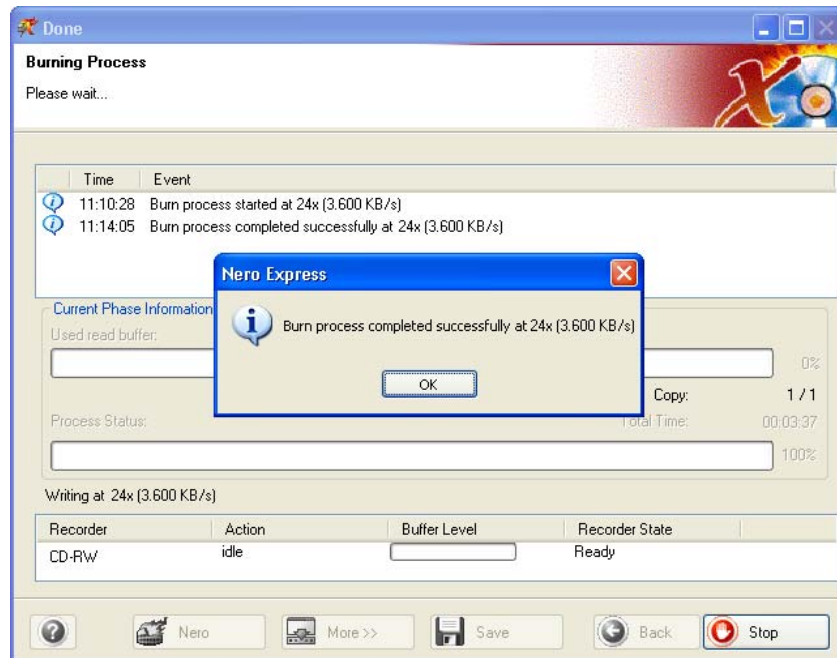 Done
Burning Process
Please wait...
Time Event
11:10:28 Burn process started at 24x (3.600 KB/s)
11:14:05 Burn process completed successfully at 24x (3.600 KB/s)
Nero Express
Burn process completed successfully at 24x (3.600 KB/s)
OK
Current Phase Information
Used read buffer:
0%
Copy: 1 / 1
Process Status: Total Time: 00:03:37
100%
Writing at 24x (3.600 KB/s)
Recorder Action Buffer Level Recorder State
CD-RW idle Ready
Nero More >> Save Back Stop